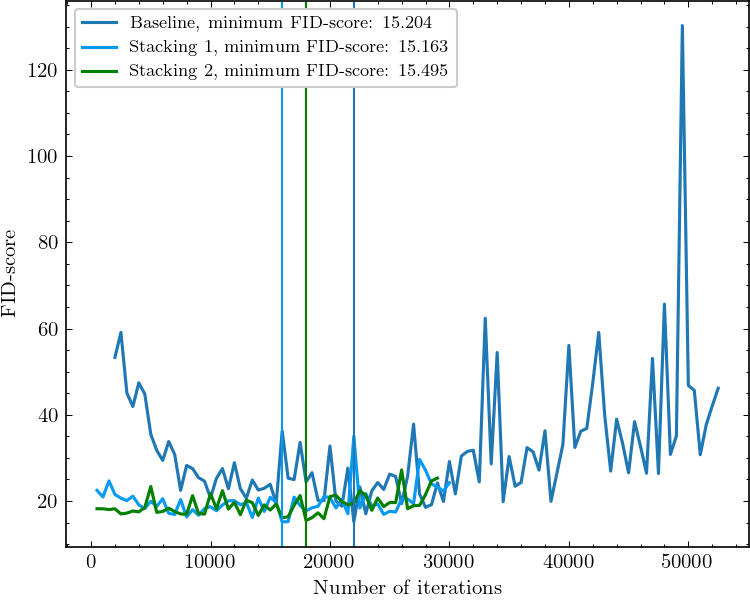 Baseline, minimum FID-score: 15.204
Stacking 1, minimum FID-score: 15.163
Stacking 2, minimum FID-score: 15.495
120
100
80
60
40
20
FID-score
0 10000 20000 30000 40000 50000
Number of iterations